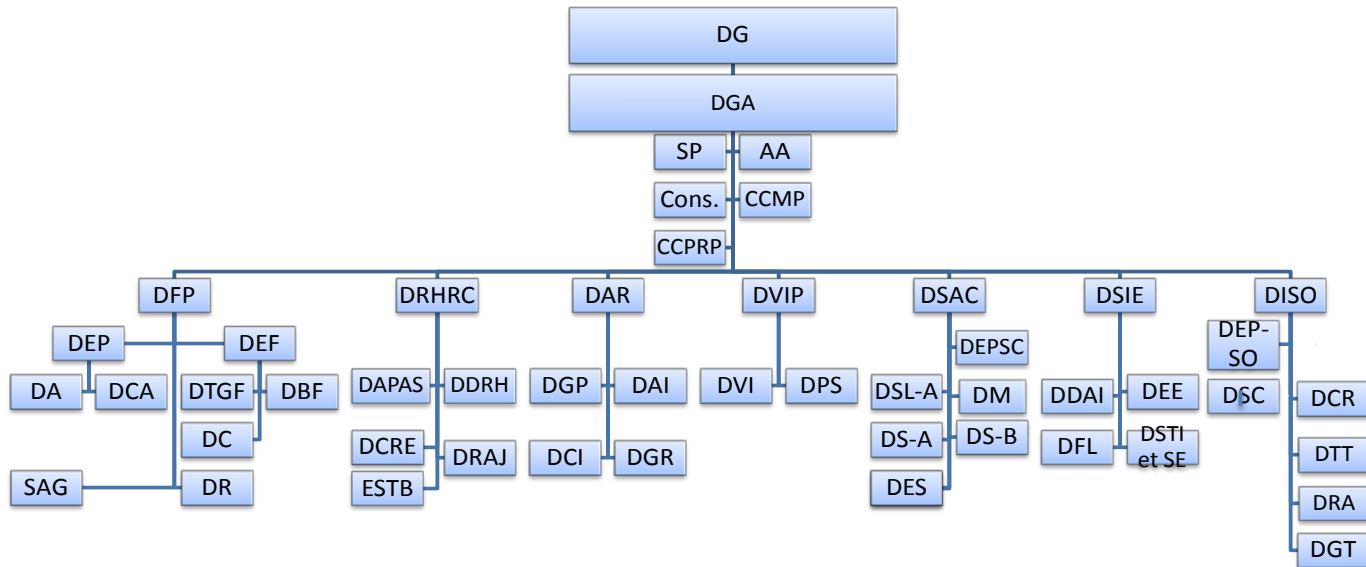 DG
DGA
SP AA
Cons. CCMP
CCPRP
DFP DRHRC DAR DVIP DSAC DSIE DISO
DEP DEF
DA DCA DTGF DBF
DC
SAG DR
DAPAS DDRH
DCRE DRAJ
ESTB
DGP DAI
DCI DGR
DVI DPS
DEPSC
DSL-A DM
DS-A DS-B
DES
DDAI DEE
DFL DSTI
et SE
DEP-
SO
DSC DCR
DTT
DRA
DGT